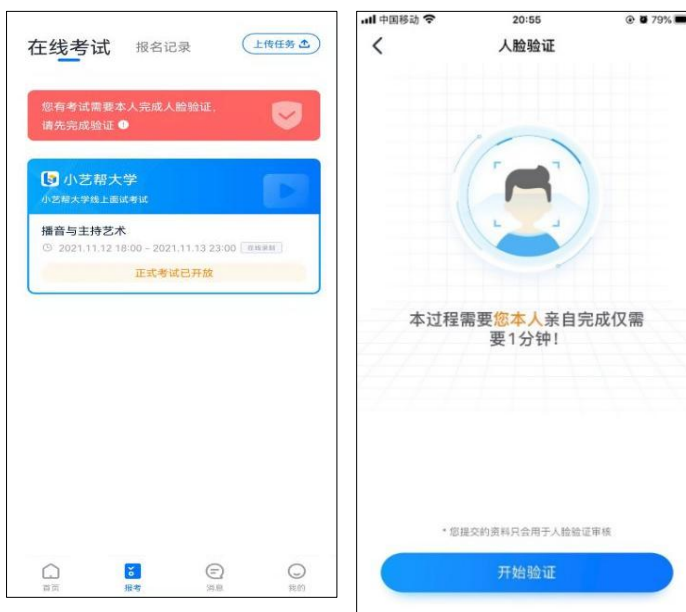 在线考试 报名记录 上传任务
您有考试需要本人完成人脸验证,
请先完成验证
小艺帮大学
小艺帮大学线上面试考试
播音与主持艺术
2021.11.12 18:00 - 2021.11.13 23:00 在线录制
正式考试已开放
首页 报考 消息 我的
中国移动 20:55 79%
人脸验证
本过程需要您本人亲自完成仅需
要1分钟!
* 您提交的资料只会用于人脸验证审核
开始验证